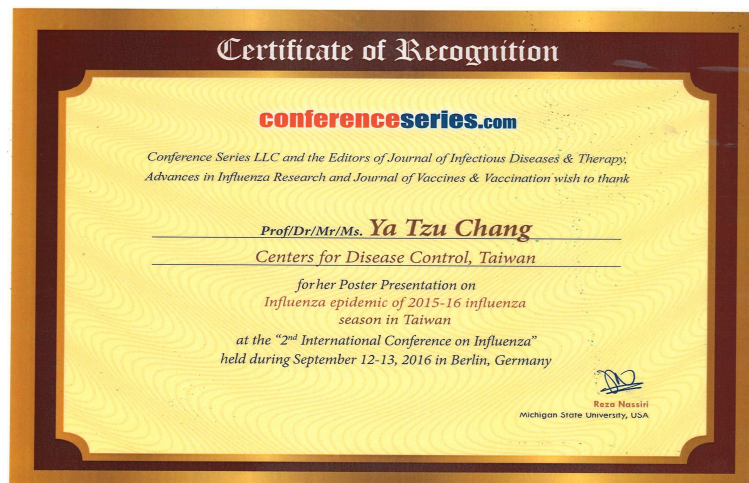 Certificate of Recognition
conferenceseries.com
Conference Series LLC and the Editors of Journal of Infectious Diseases & Therapy,
Advances in Influenza Research and Journal of Vaccines & Vaccination wish to thank
Prof/Dr/Mr/Ms. Ya Tzu Chang
Centers for Disease Control, Taiwan
for her Poster Presentation on
Influenza epidemic of 2015-16 influenza
season in Taiwan
at the “2nd International Conference on Influenza”
held during September 12-13, 2016 in Berlin, Germany
Reza Nassiri
Michigan State University, USA